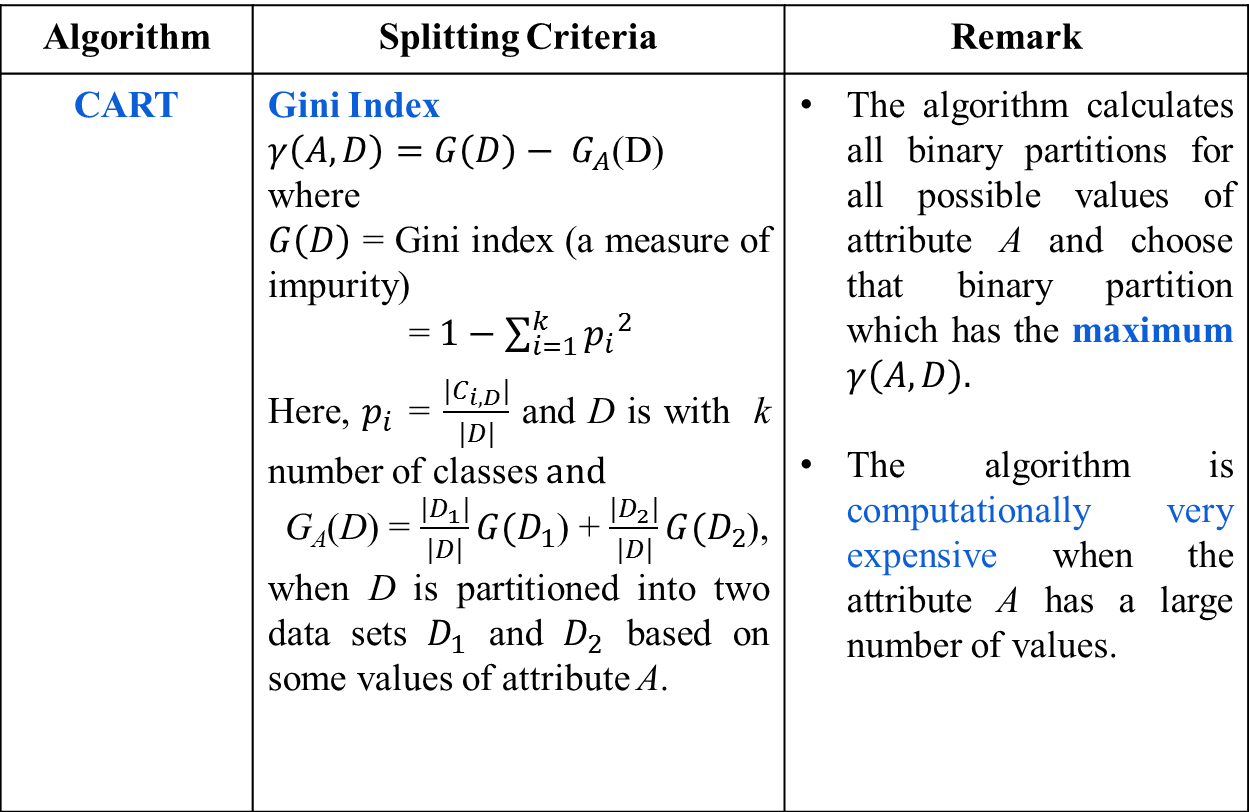 Algorithm
Splitting Criteria
Remark
CART
Gini Index
γ(A, D) = G(D) − G_A(D)
where
G(D) = Gini index (a measure of
impurity)
= 1 − ∑_{i=1}^{k} p_i²
Here, p_i = |C_{i,D}| / |D| and D is with k
number of classes and
G_A(D) = |D_1| / |D| G(D_1) + |D_2| / |D| G(D_2),
when D is partitioned into two
data sets D_1 and D_2 based on
some values of attribute A.
• The algorithm calculates
all binary partitions for
all possible values of
attribute A and choose
that binary partition
which has the maximum
γ(A, D).
• The algorithm is
computationally very
expensive when the
attribute A has a large
number of values.